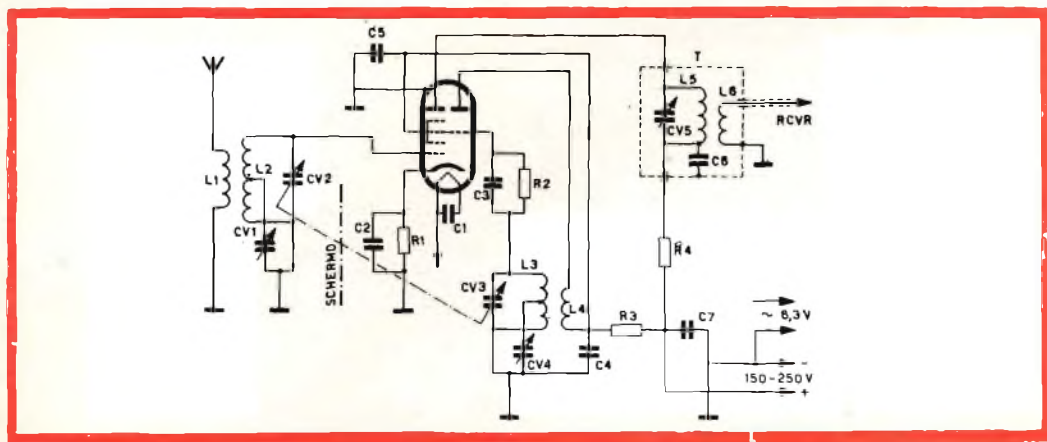 C5
T
L5
L6
CV5
RCVR
C6
L1
L2
CV2
CV1
SCHERMO
C2
R1
C1
C3
R2
R4
CV3
L3
L4
CV4
C4
R3
C7
~ 6,3 V
-
150-250 V
+